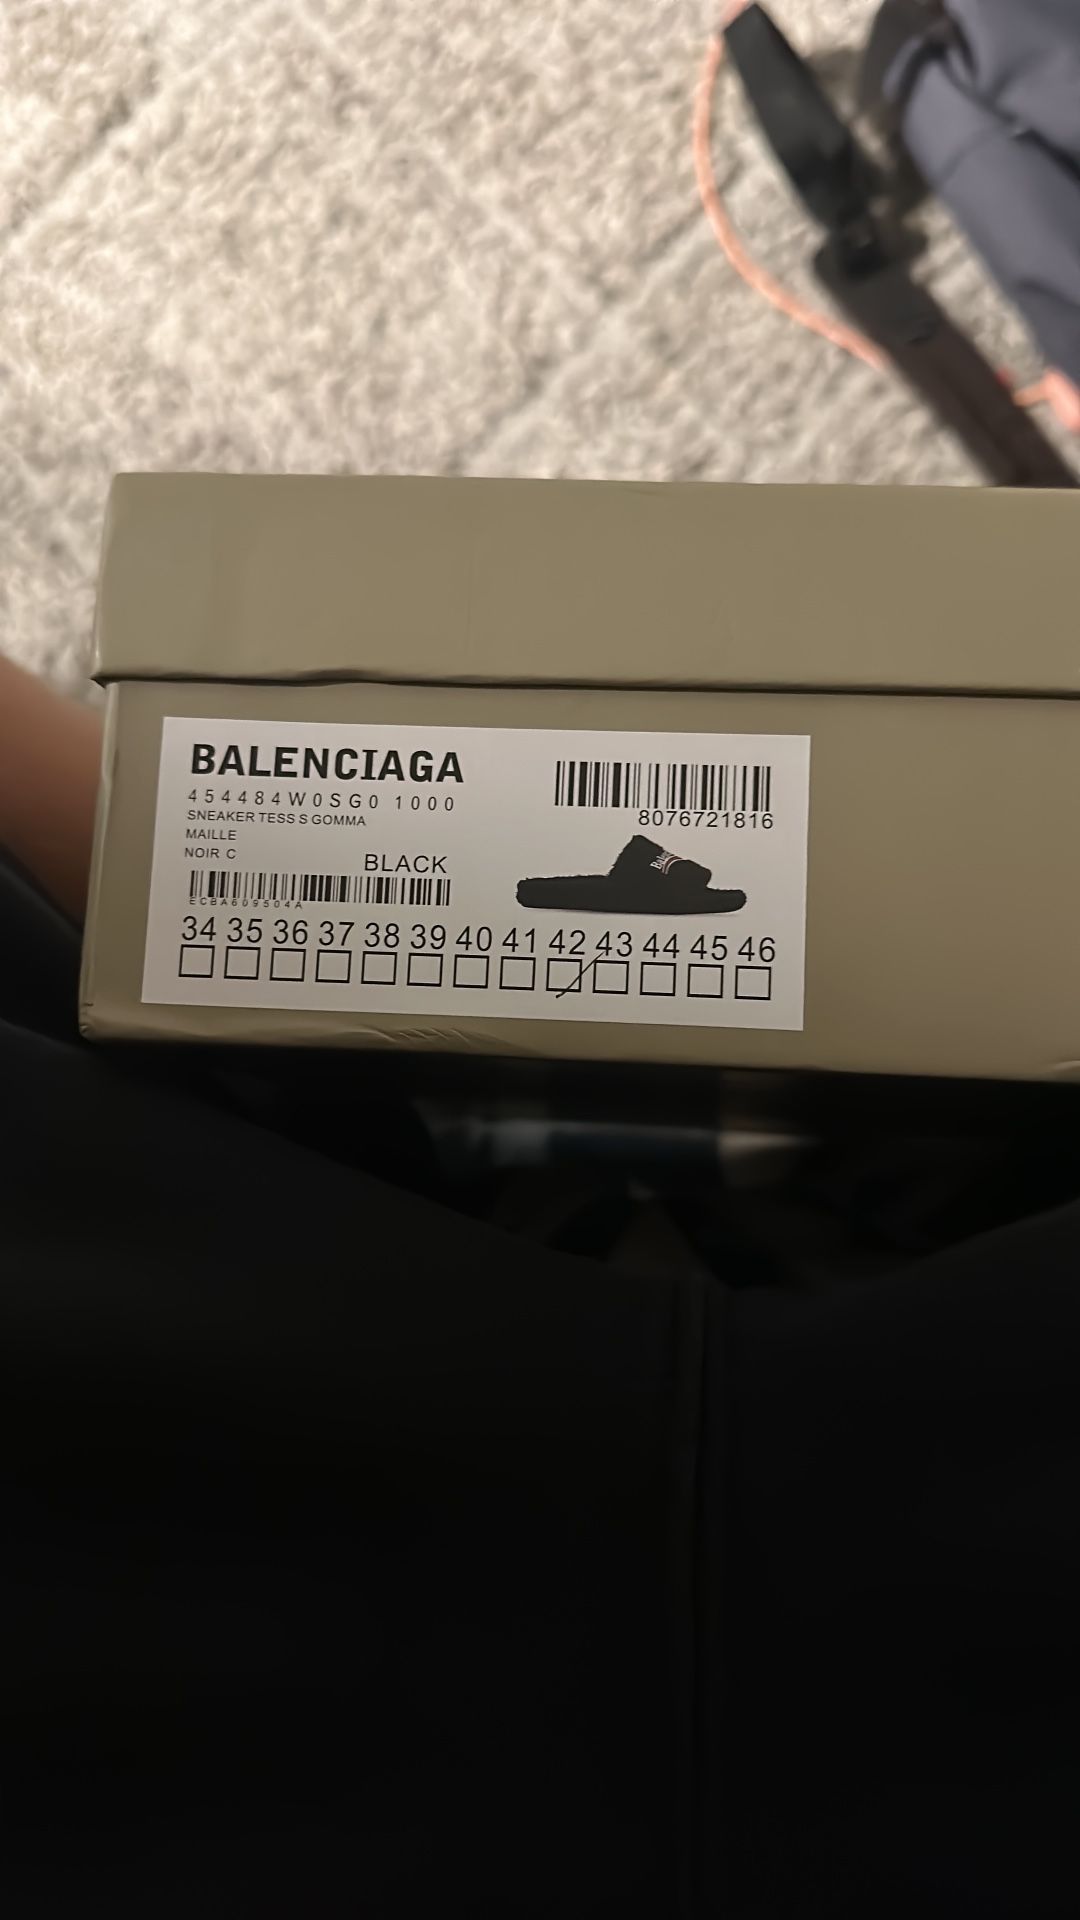 BALENCIAGA
454484W0SG0 1000
SNEAKER TESS S GOMMA
MAILLE
NOIR C
BLACK
ECBA609504A
8076721816
34 35 36 37 38 39 40 41 42 43 44 45 46